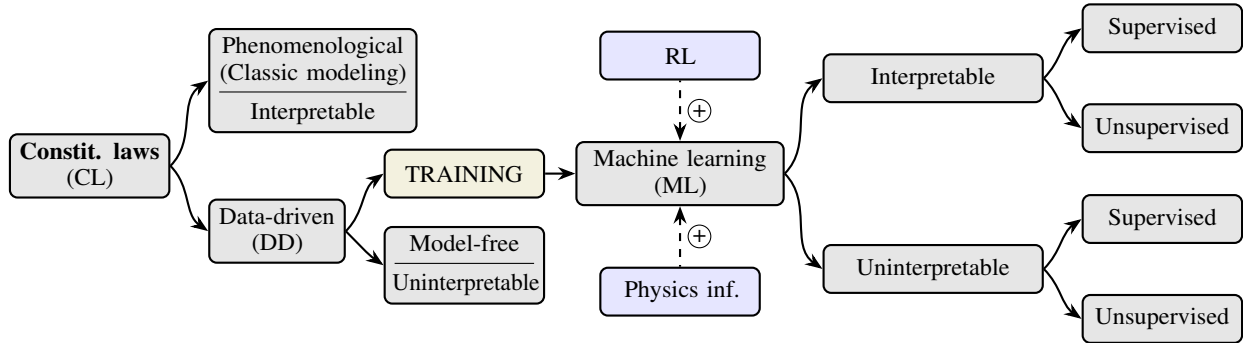 Constit. laws
(CL)
Phenomenological
(Classic modeling)
Interpretable
Data-driven
(DD)
TRAINING
Model-free
Uninterpretable
RL
+
Machine learning
(ML)
+
Physics inf.
Interpretable
Supervised
Unsupervised
Uninterpretable
Supervised
Unsupervised